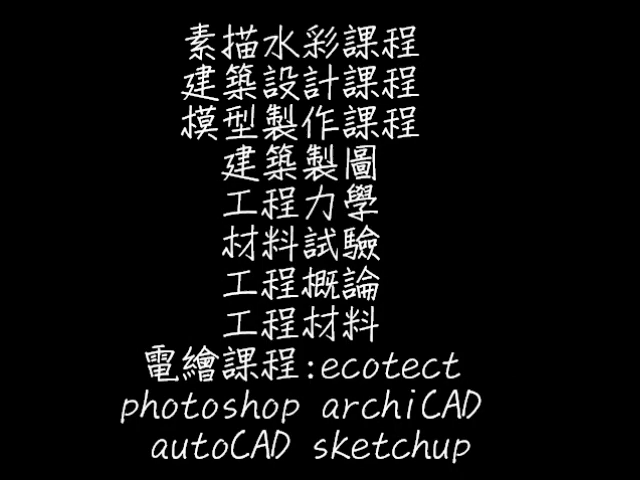 素描水彩課程
建築設計課程
模型製作課程
建築製圖
工程力學
材料試驗
工程概論
工程材料
電繪課程:ecotect
photoshop archiCAD
autoCAD sketchup